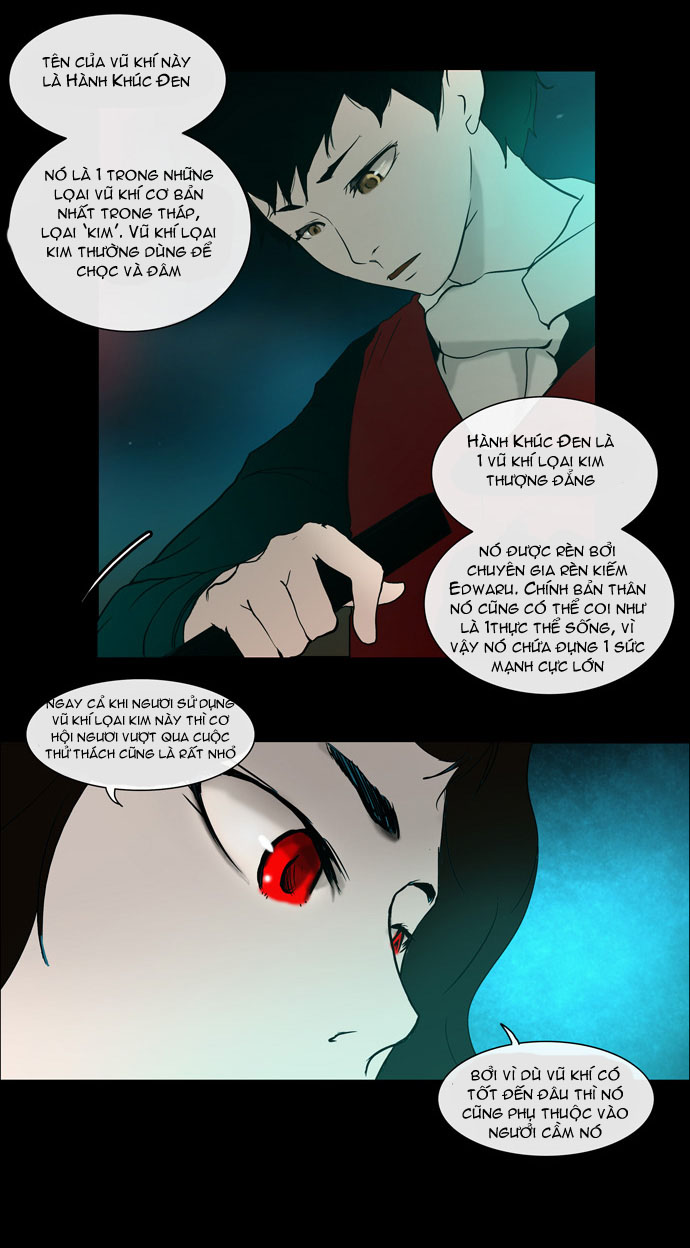 TÊN CỦA VŨ KHÍ NÀY
LÀ HÀNH KHÚC ĐEN
NÓ LÀ 1 TRONG NHỮNG
LOẠI VŨ KHÍ CƠ BẢN
NHẤT TRONG THÁP,
LOẠI 'KIM'. VŨ KHÍ LOẠI
KIM THƯỜNG DÙNG ĐỂ
CHỌC VÀ ĐÂM
HÀNH KHÚC ĐEN LÀ
1 VŨ KHÍ LỌAI KIM
THƯỢNG ĐẲNG
NÓ ĐƯỢC RÈN BỞI
CHUYÊN GIA RÈN KIẾM
EDWARU. CHÍNH BẢN THÂN
NÓ CŨNG CÓ THỂ COI NHƯ
LÀ 1THỰC THỂ SỐNG, VÌ
VẬY NÓ CHỨA ĐỤNG 1 SỨC
MẠNH CỰC LỚN
NGAY CẢ KHI NGƯƠI SỬ DỤNG
VŨ KHÍ LỌAI KIM NÀY THÌ CƠ
HỘI NGƯƠI VƯỢT QUA CUỘC
THỬ THÁCH CŨNG LÀ RẤT NHỎ
BỞI VÌ DÙ VŨ KHÍ CÓ
TỐT ĐẾN ĐÂU THÌ NÓ
CŨNG PHỤ THUỘC VÀO
NGƯỞI CẦM NÓ